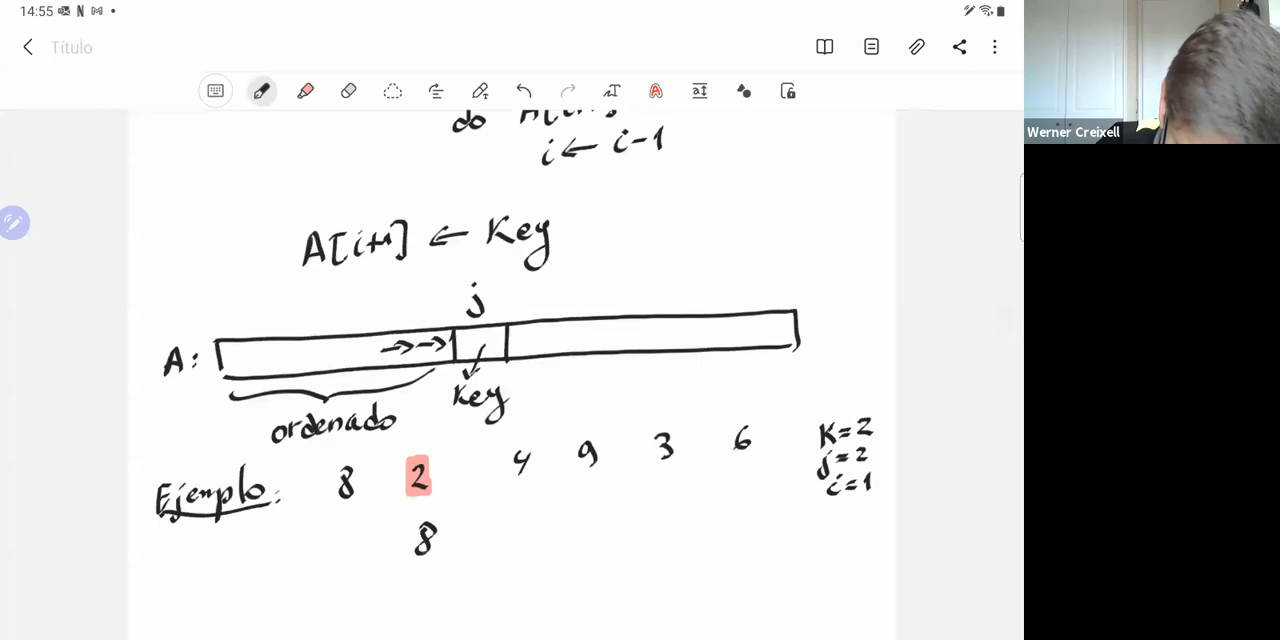 14:55
Título
Werner Creixell
do
i ← i-1
A[i+1] ← Key
j
A:
Key
ordenado
Ejemplo: 8 2 4 9 3 6
K=2
j=2
i=1
8